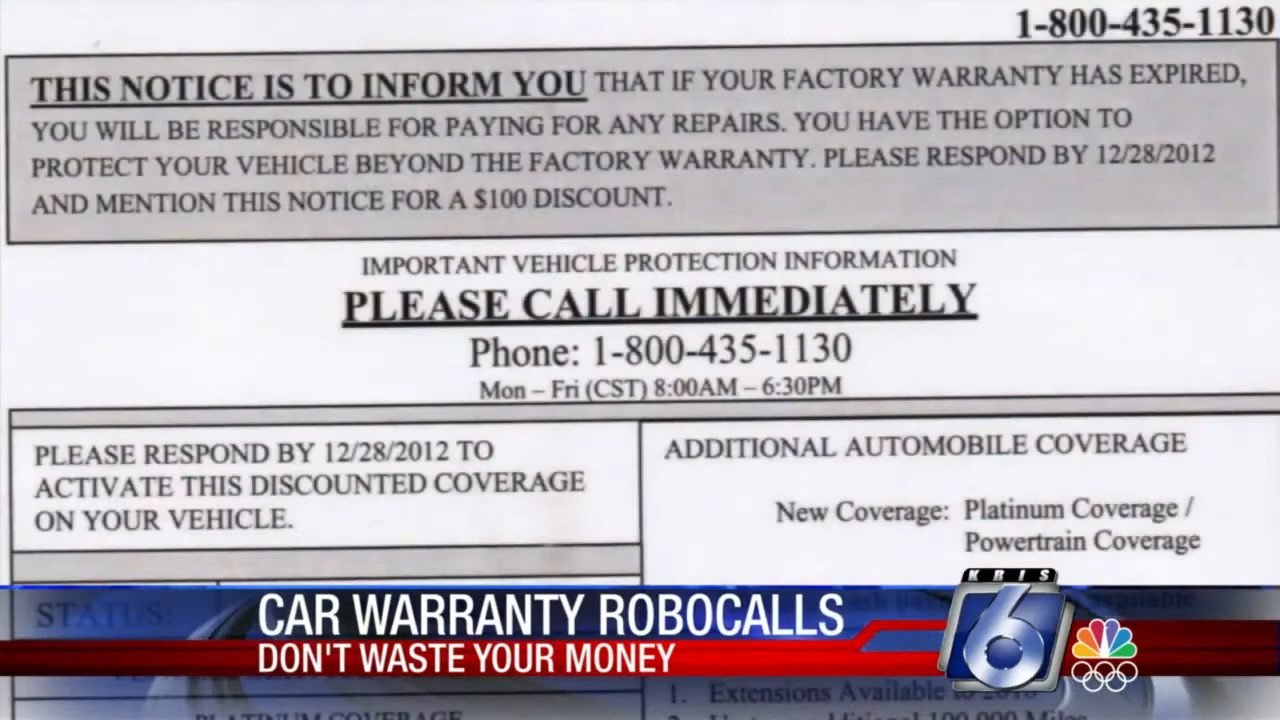 1-800-435-1130
THIS NOTICE IS TO INFORM YOU THAT IF YOUR FACTORY WARRANTY HAS EXPIRED,
YOU WILL BE RESPONSIBLE FOR PAYING FOR ANY REPAIRS. YOU HAVE THE OPTION TO
PROTECT YOUR VEHICLE BEYOND THE FACTORY WARRANTY. PLEASE RESPOND BY 12/28/2012
AND MENTION THIS NOTICE FOR A $100 DISCOUNT.
IMPORTANT VEHICLE PROTECTION INFORMATION
PLEASE CALL IMMEDIATELY
Phone: 1-800-435-1130
Mon – Fri (CST) 8:00AM – 6:30PM
PLEASE RESPOND BY 12/28/2012 TO
ACTIVATE THIS DISCOUNTED COVERAGE
ON YOUR VEHICLE.
ADDITIONAL AUTOMOBILE COVERAGE
New Coverage: Platinum Coverage /
Powertrain Coverage
STATUS:
CAR WARRANTY ROBOCALLS
DON'T WASTE YOUR MONEY
KRIS
6
1. Extensions Available to
PLATINUM COVERAGE